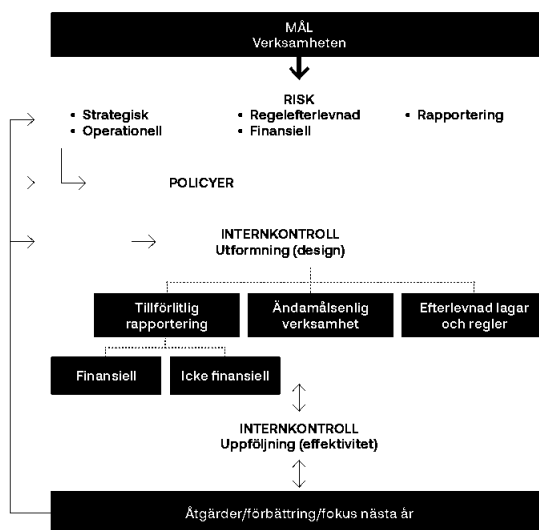 MÅL
Verksamheten
RISK
• Strategisk
• Operationell
• Regelefterlevnad
• Finansiell
• Rapportering
POLICYER
INTERNKONTROLL
Utformning (design)
Tillförlitlig
rapportering
Ändamålsenlig
verksamhet
Efterlevnad lagar
och regler
Finansiell
Icke finansiell
INTERNKONTROLL
Uppföljning (effektivitet)
Åtgärder/förbättring/fokus nästa år